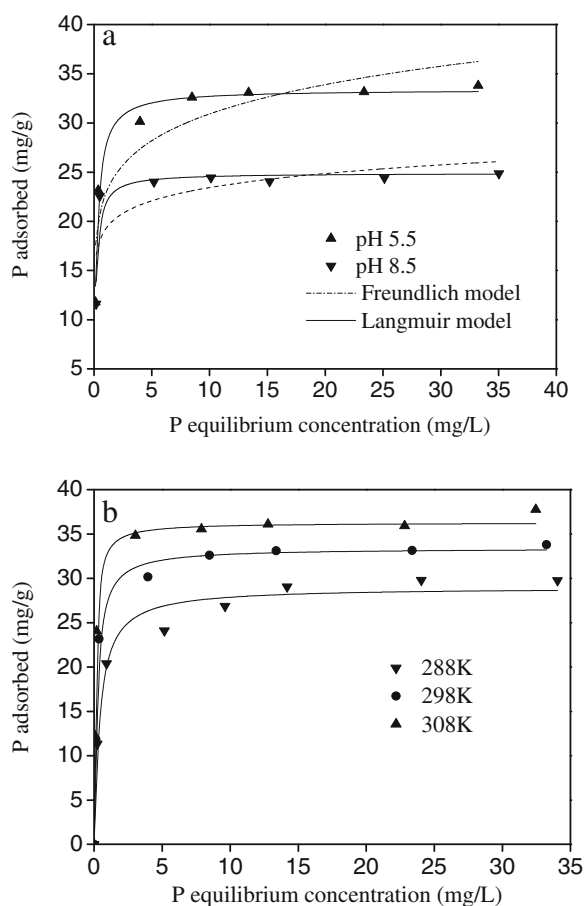 a
40
35
30
25
20
15
10
5
P adsorbed (mg/g)
pH 5.5
pH 8.5
Freundlich model
Langmuir model
0 5 10 15 20 25 30 35 40
P equilibrium concentration (mg/L)
b
40
35
30
25
20
15
10
5
0
P adsorbed (mg/g)
288K
298K
308K
0 5 10 15 20 25 30 35
P equilibrium concentration (mg/L)